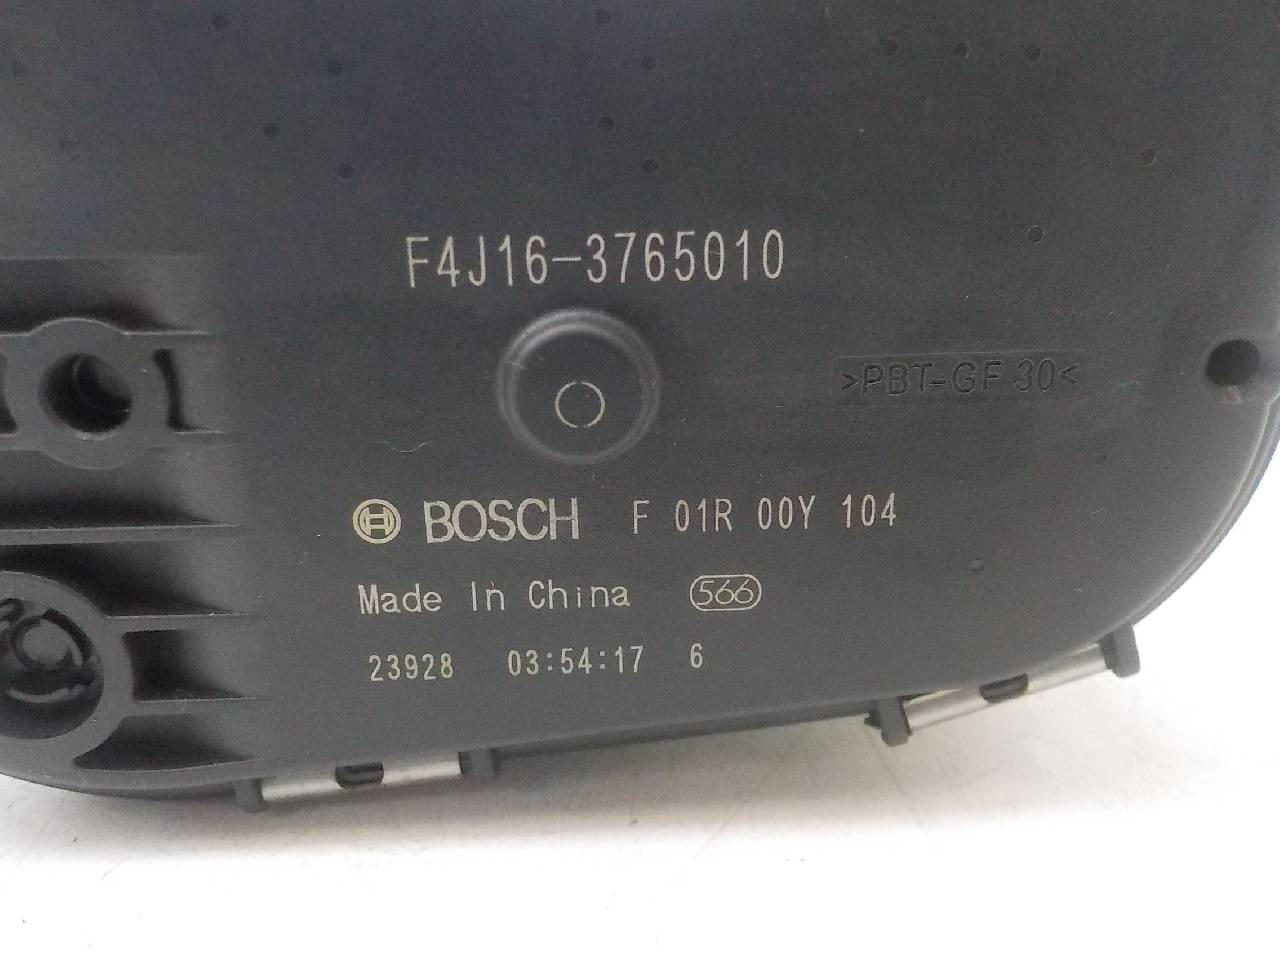 F4J16-3765010
>PBT-GF 30<
BOSCH F 01R 00Y 104
Made In China 566
23928 03:54:17 6